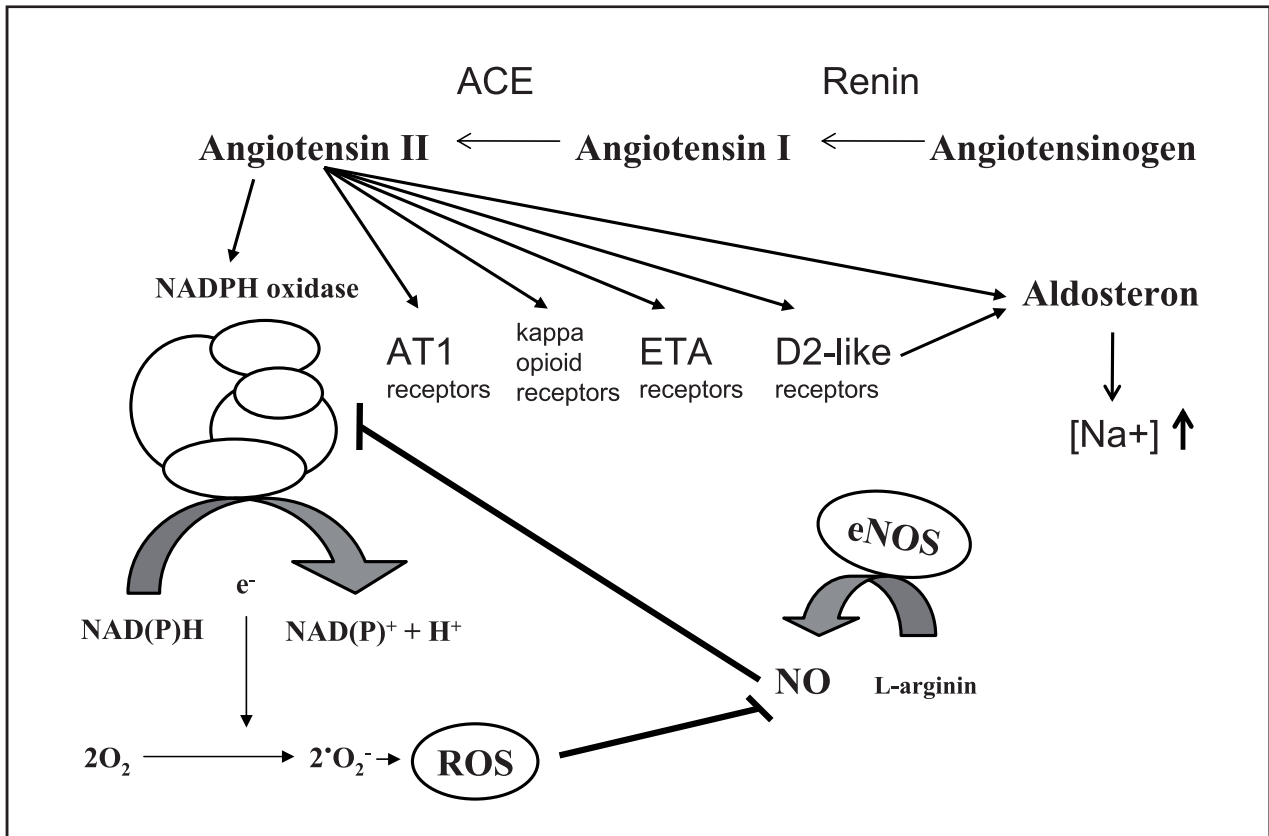 ACE Renin
Angiotensin II Angiotensin I Angiotensinogen
NADPH oxidase
Aldosteron
AT1
receptors
kappa
opioid
receptors
ETA
receptors
D2-like
receptors
[Na+]
eNOS
e⁻
NAD(P)H NAD(P)⁺ + H⁺
NO L-arginin
2O₂ 2•O₂⁻ ROS